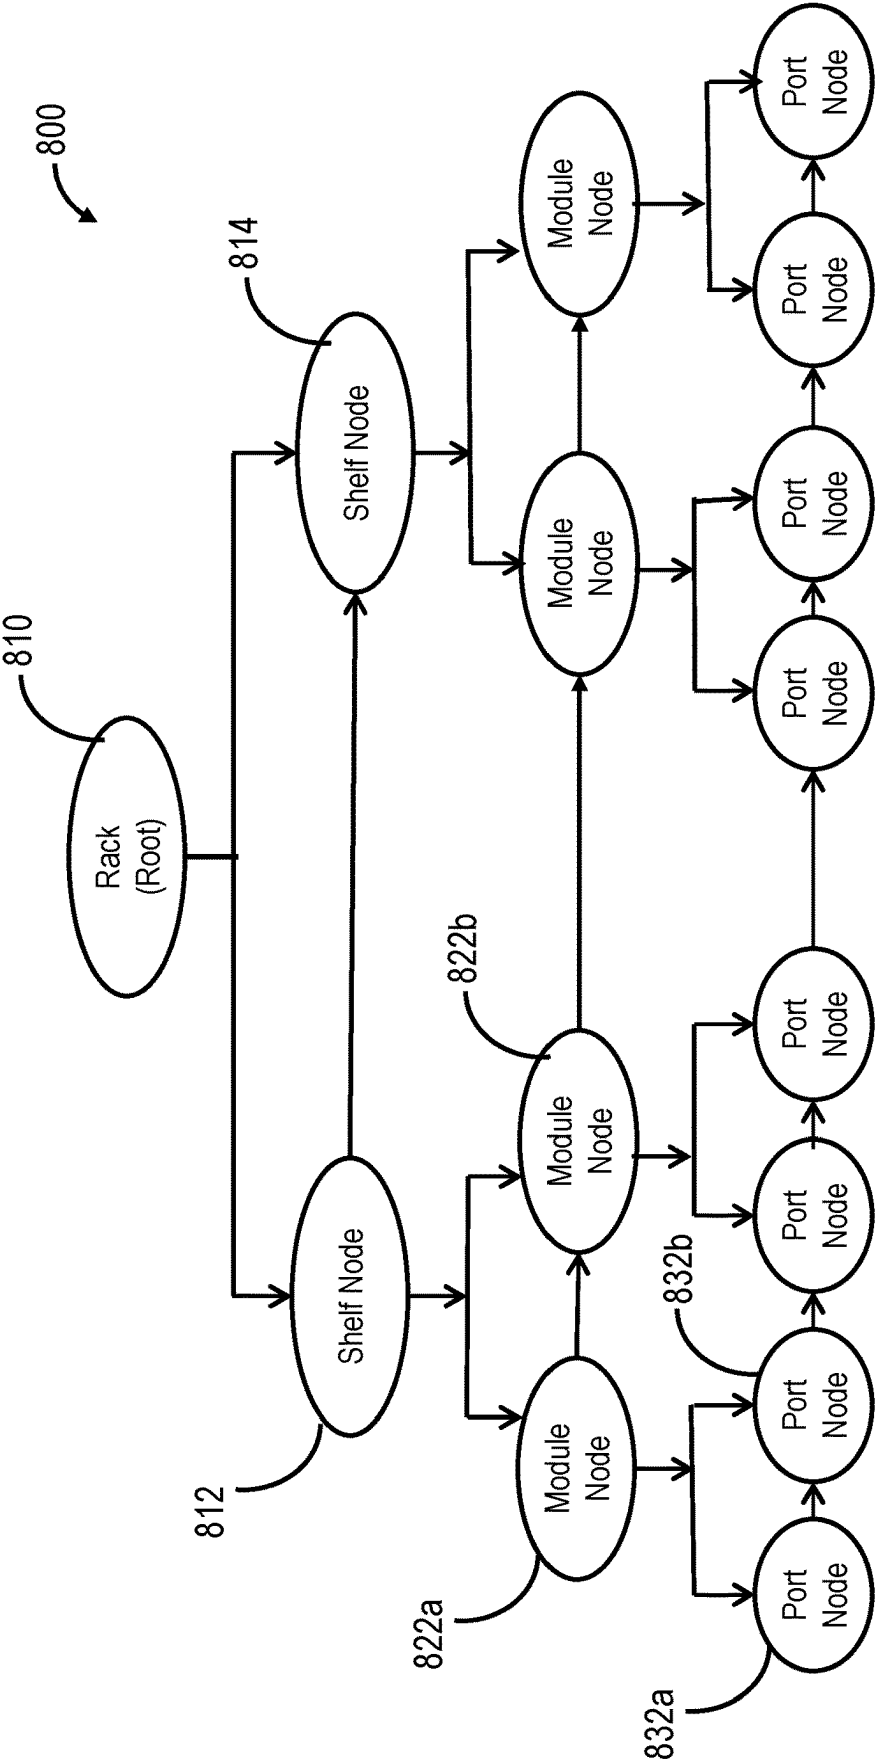 800
810
Rack
(Root)
814
812
Shelf Node
Shelf Node
822b
822a
Module
Node
Module
Node
Module
Node
Module
Node
832b
832a
Port
Node
Port
Node
Port
Node
Port
Node
Port
Node
Port
Node
Port
Node
Port
Node